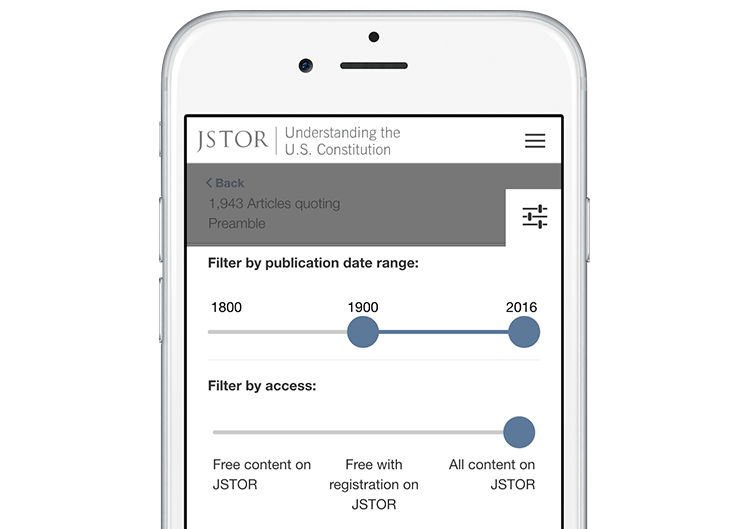 JSTOR
Understanding the
U.S. Constitution
Back
1,943 Articles quoting
Preamble
Filter by publication date range:
1800 1900 2016
Filter by access:
Free content on
JSTOR
Free with
registration on
JSTOR
All content on
JSTOR